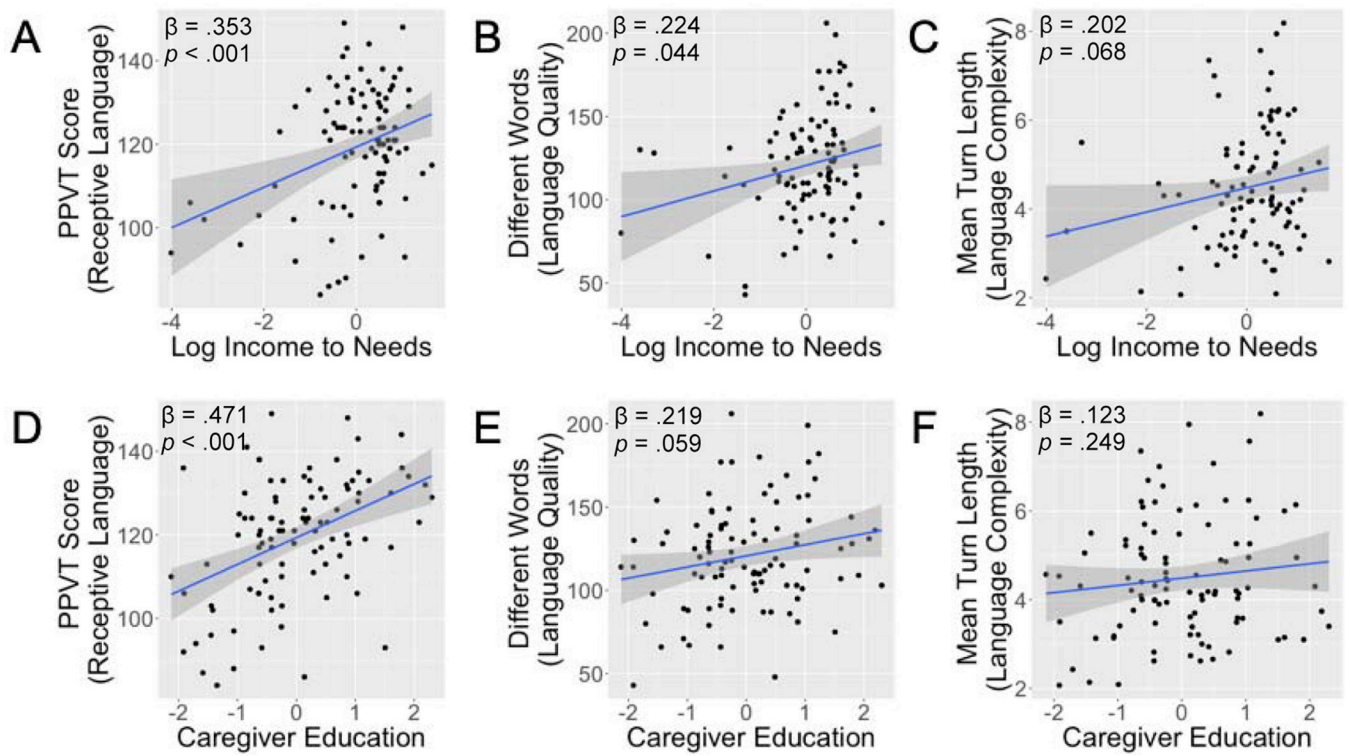 A
β = .353
p < .001
PPVT Score
(Receptive Language)
140
120
100
-4
-2
0
Log Income to Needs
B
β = .224
p = .044
Different Words
(Language Quality)
200
150
100
50
-4
-2
0
Log Income to Needs
C
β = .202
p = .068
Mean Turn Length
(Language Complexity)
8
6
4
2
-4
-2
0
Log Income to Needs
D
β = .471
p < .001
PPVT Score
(Receptive Language)
140
120
100
-2
-1
0
1
2
Caregiver Education
E
β = .219
p = .059
Different Words
(Language Quality)
200
150
100
50
-2
-1
0
1
2
Caregiver Education
F
β = .123
p = .249
Mean Turn Length
(Language Complexity)
8
6
4
2
-2
-1
0
1
2
Caregiver Education